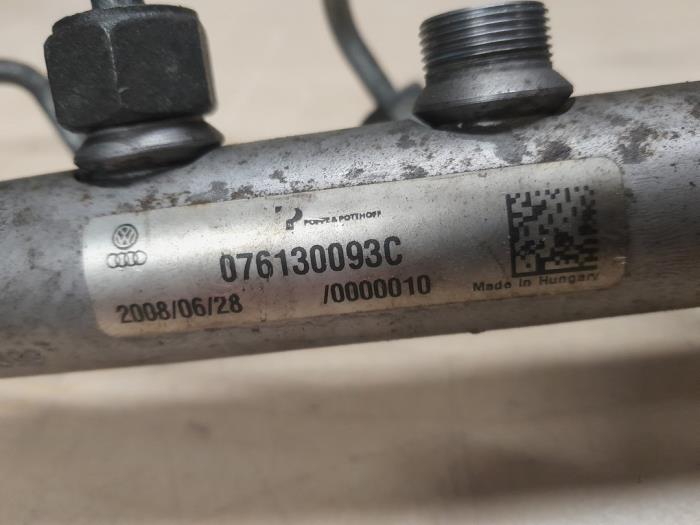 POPPE & POTTHOFF
076130093C
2008/06/28 /0000010
Made in Hungary